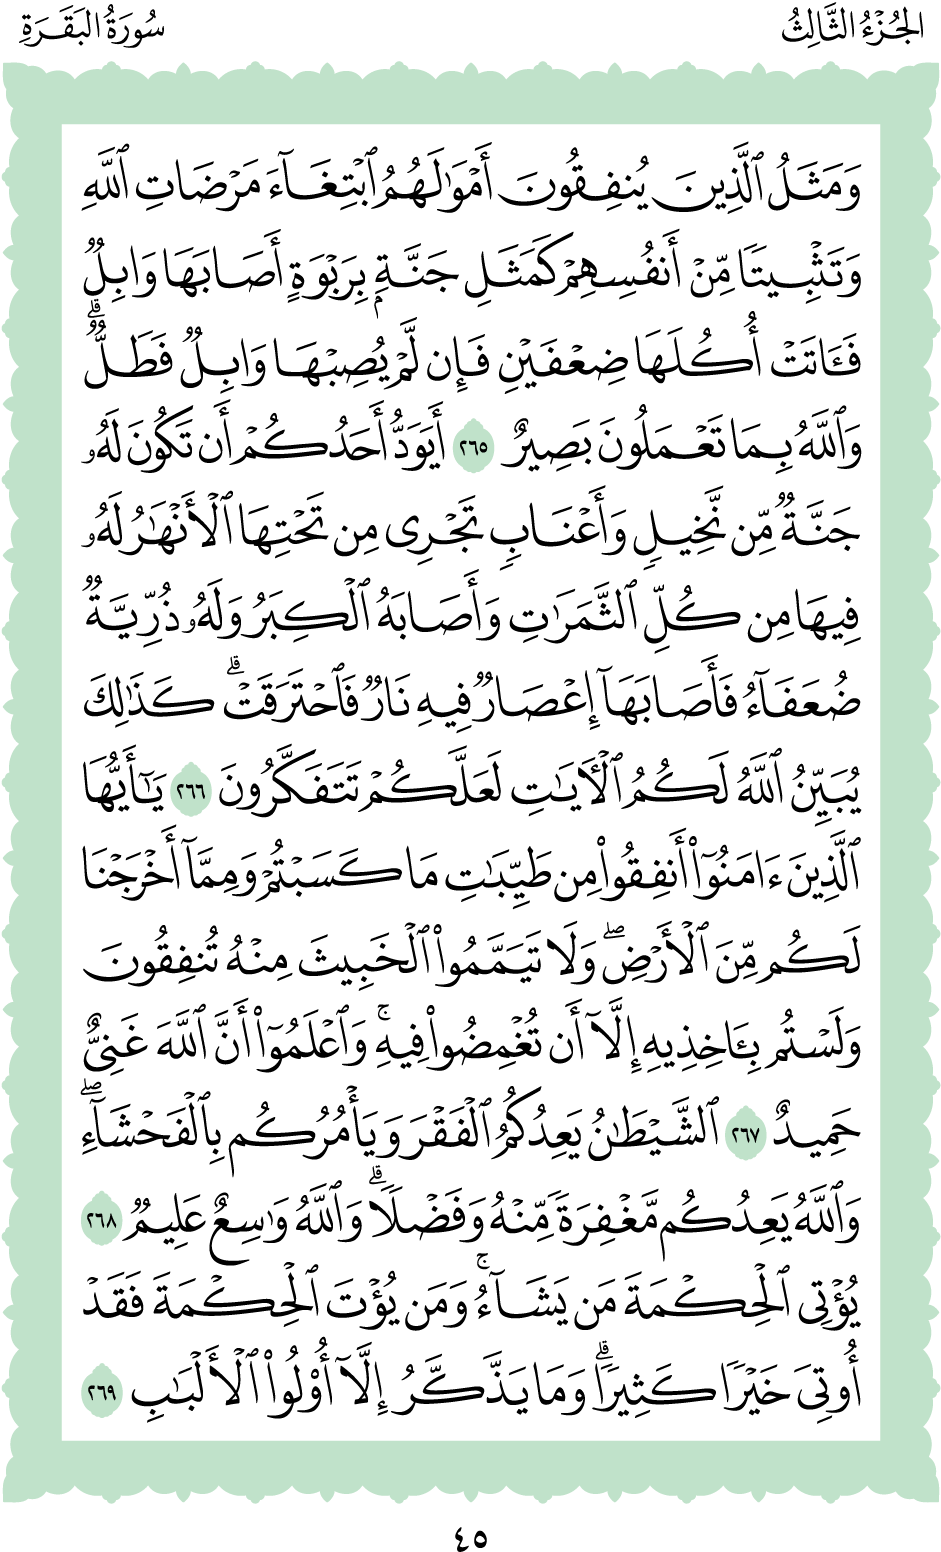 الجُزْءُ الثَّالِثُ
سُورَةُ البَقَرَةِ
وَمَثَلُ ٱلَّذِينَ يُنفِقُونَ أَمْوَٰلَهُمُ ٱبْتِغَآءَ مَرْضَاتِ ٱللَّهِ
وَتَثْبِيتًا مِّنْ أَنفُسِهِمْ كَمَثَلِ جَنَّةٍۭ بِرَبْوَةٍ أَصَابَهَا وَابِلٌ
فَـَٔاتَتْ أُكُلَهَا ضِعْفَيْنِ فَإِن لَّمْ يُصِبْهَا وَابِلٌ فَطَلٌّۗ
وَٱللَّهُ بِمَا تَعْمَلُونَ بَصِيرٌ ٢٦٥ أَيَوَدُّ أَحَدُكُمْ أَن تَكُونَ لَهُۥ
جَنَّةٌ مِّن نَّخِيلٍ وَأَعْنَابٍ تَجْرِى مِن تَحْتِهَا ٱلْأَنْهَٰرُ لَهُۥ
فِيهَا مِن كُلِّ ٱلثَّمَرَٰتِ وَأَصَابَهُ ٱلْكِبَرُ وَلَهُۥ ذُرِّيَّةٌ
ضُعَفَآءُ فَأَصَابَهَآ إِعْصَارٌ فِيهِ نَارٌ فَٱحْتَرَقَتْۗ كَذَٰلِكَ
يُبَيِّنُ ٱللَّهُ لَكُمُ ٱلْـَٔايَٰتِ لَعَلَّكُمْ تَتَفَكَّرُونَ ٢٦٦ يَٰٓأَيُّهَا
ٱلَّذِينَ ءَامَنُوٓا۟ أَنفِقُوا۟ مِن طَيِّبَٰتِ مَا كَسَبْتُمْ وَمِمَّآ أَخْرَجْنَا
لَكُم مِّنَ ٱلْأَرْضِۖ وَلَا تَيَمَّمُوا۟ ٱلْخَبِيثَ مِنْهُ تُنفِقُونَ
وَلَسْتُم بِـَٔاخِذِيهِ إِلَّآ أَن تُغْمِضُوا۟ فِيهِۚ وَٱعْلَمُوٓا۟ أَنَّ ٱللَّهَ غَنِىٌّ
حَمِيدٌ ٢٦٧ ٱلشَّيْطَٰنُ يَعِدُكُمُ ٱلْفَقْرَ وَيَأْمُرُكُم بِٱلْفَحْشَآءِۖ
وَٱللَّهُ يَعِدُكُم مَّغْفِرَةً مِّنْهُ وَفَضْلًاۗ وَٱللَّهُ وَٰسِعٌ عَلِيمٌ ٢٦٨
يُؤْتِى ٱلْحِكْمَةَ مَن يَشَآءُۚ وَمَن يُؤْتَ ٱلْحِكْمَةَ فَقَدْ
أُوتِىَ خَيْرًا كَثِيرًاۗ وَمَا يَذَّكَّرُ إِلَّآ أُو۟لُوا۟ ٱلْأَلْبَٰبِ ٢٦٩
٤٥